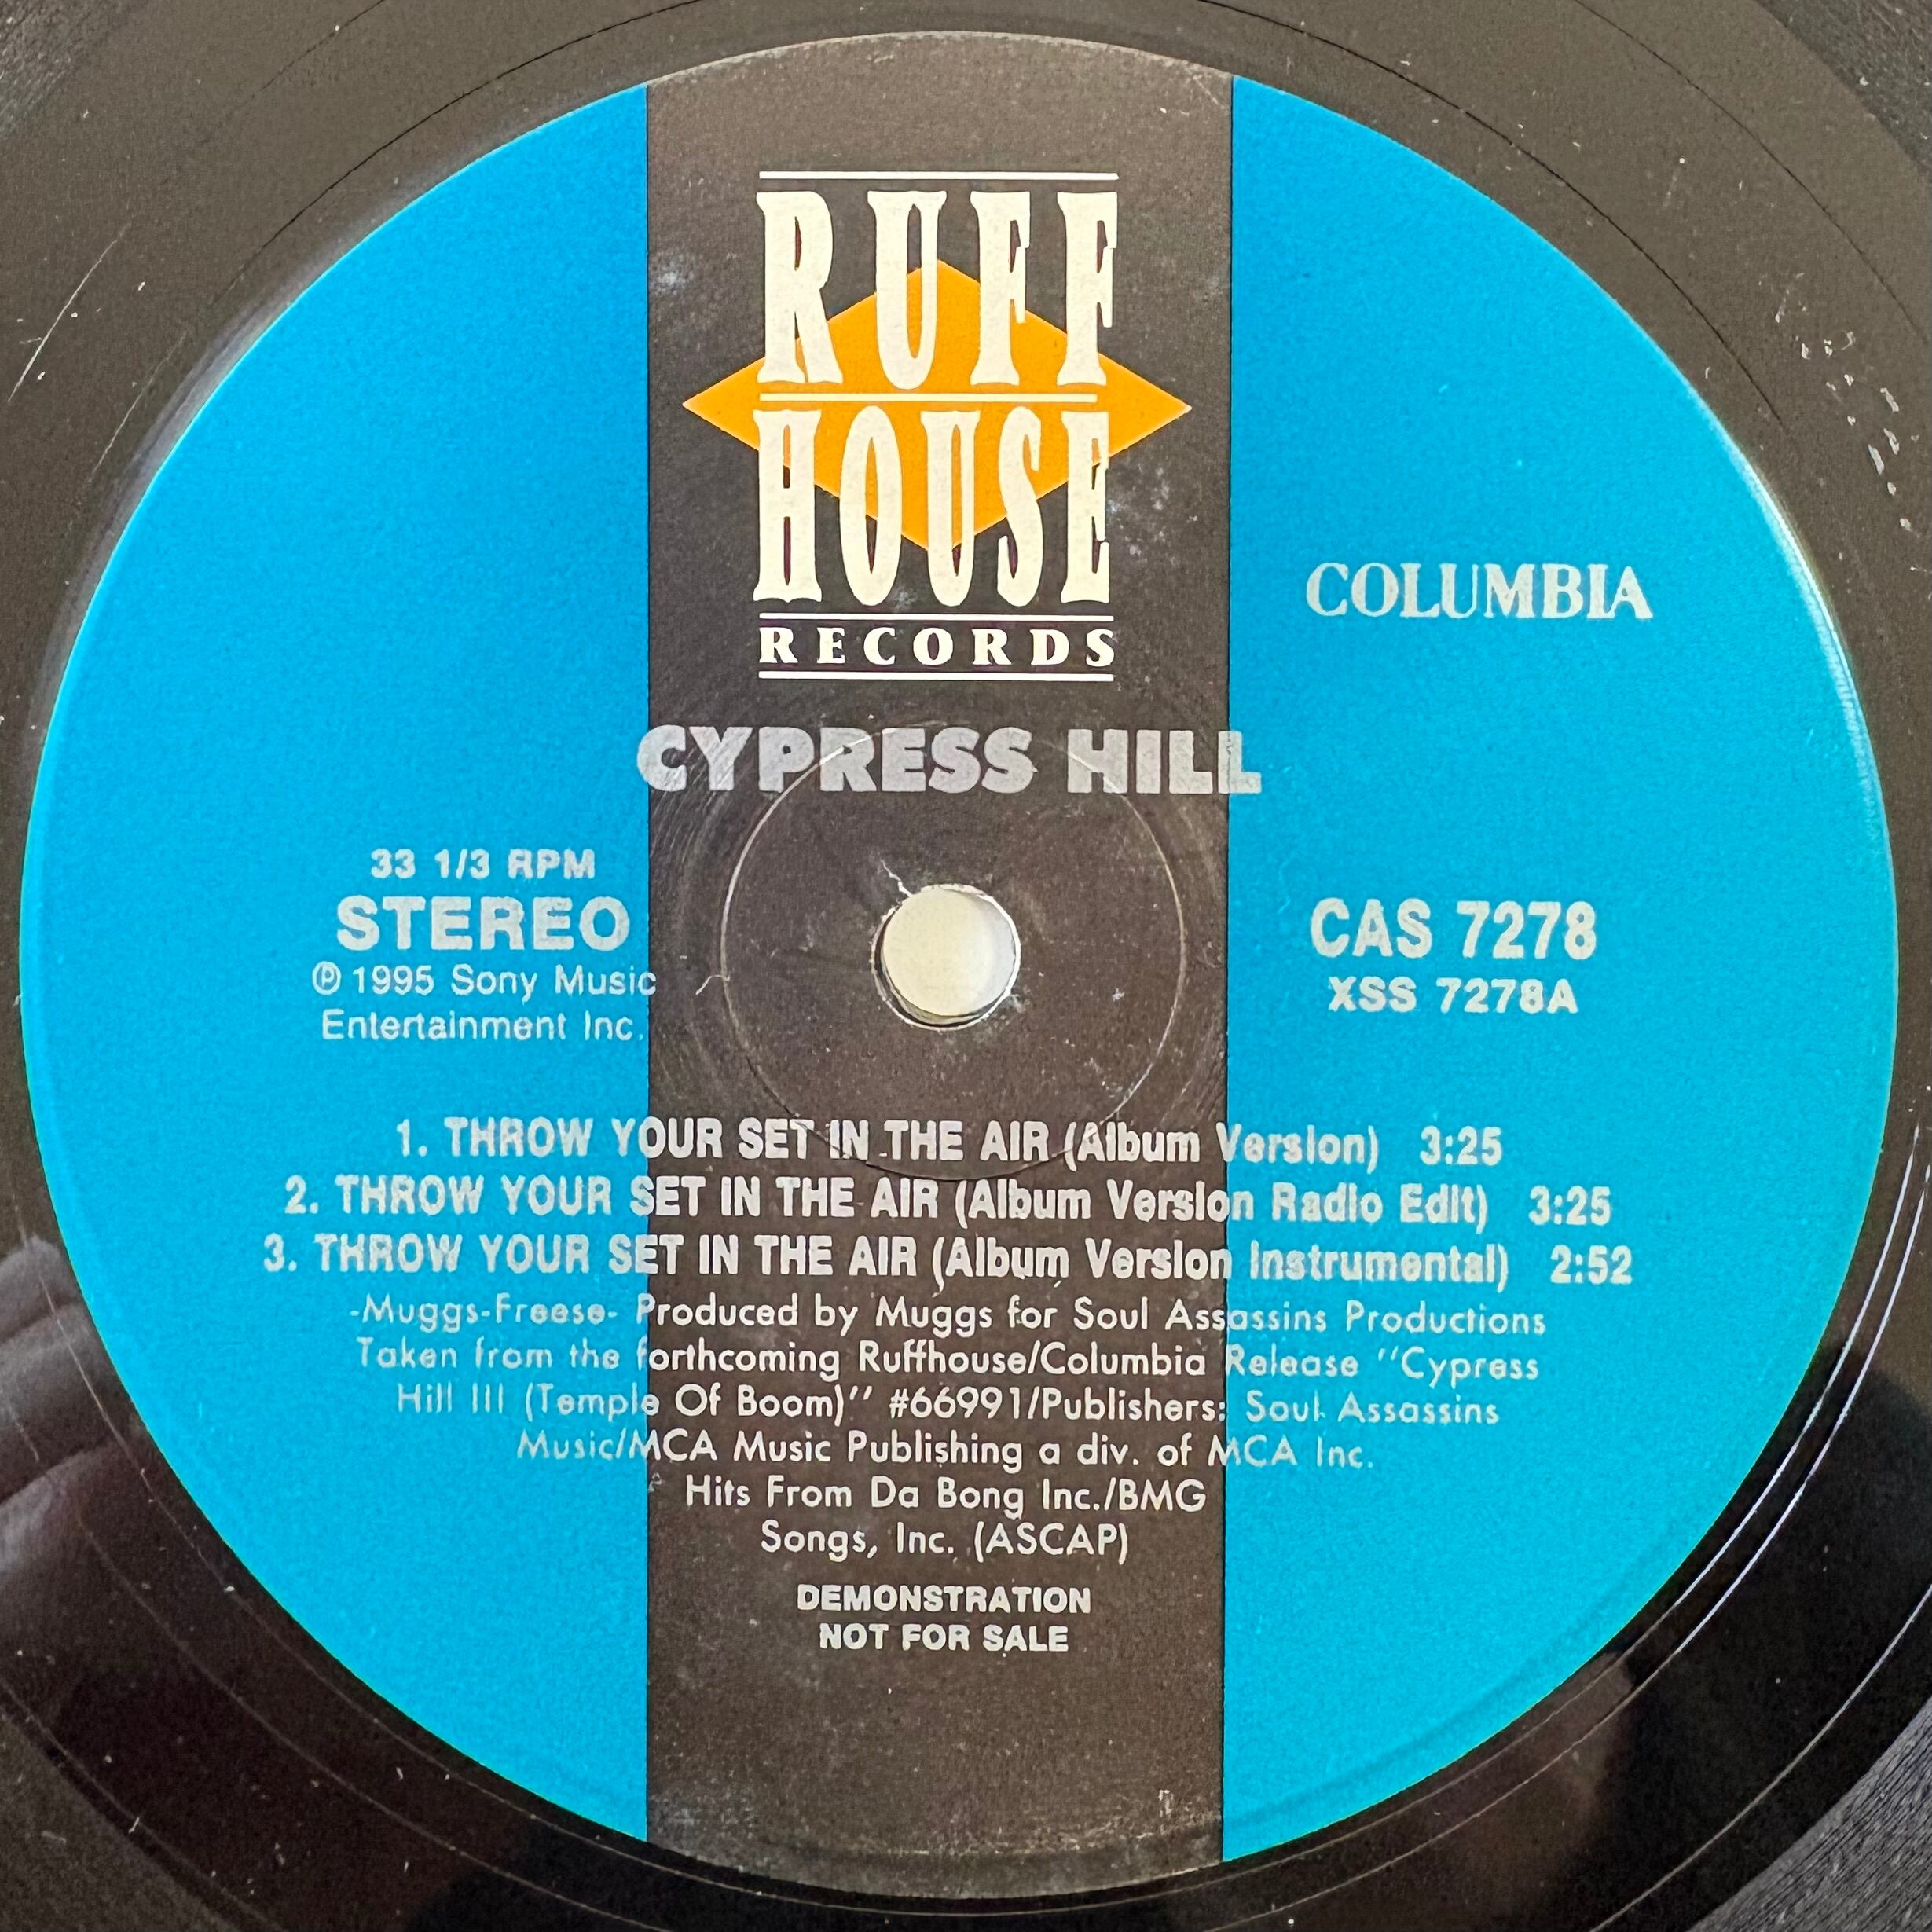 RUFF
HOUSE
RECORDS
COLUMBIA
CYPRESS HILL
33 1/3 RPM
STEREO
℗ 1995 Sony Music
Entertainment Inc.
CAS 7278
XSS 7278A
1. THROW YOUR SET IN THE AIR (Album Version) 3:25
2. THROW YOUR SET IN THE AIR (Album Version Radio Edit) 3:25
3. THROW YOUR SET IN THE AIR (Album Version Instrumental) 2:52
-Muggs-Freese- Produced by Muggs for Soul Assassins Productions
Taken from the forthcoming Ruffhouse/Columbia Release "Cypress
Hill III (Temple Of Boom)" #66991/Publishers: Soul Assassins
Music/MCA Music Publishing a div. of MCA Inc.
Hits From Da Bong Inc./BMG
Songs, Inc. (ASCAP)
DEMONSTRATION
NOT FOR SALE